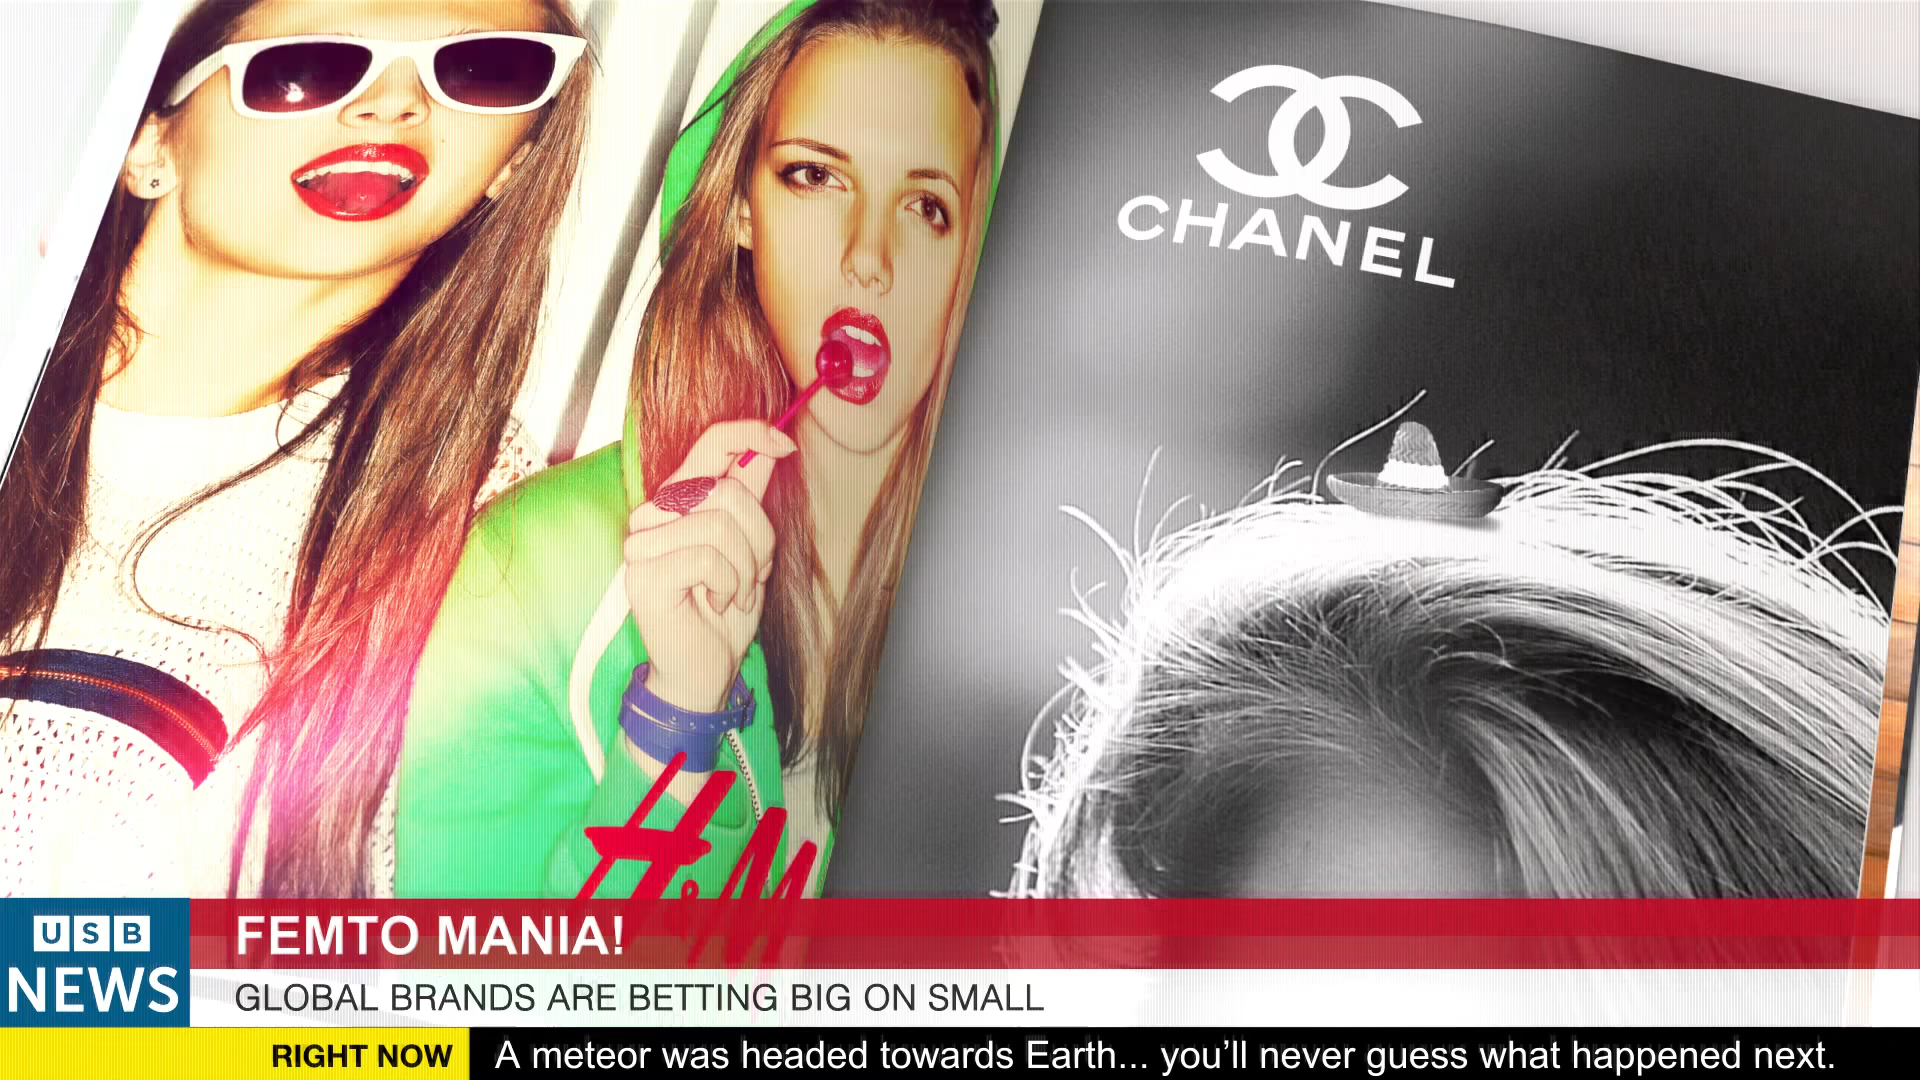 CHANEL
H&M
USB
NEWS
FEMTO MANIA!
GLOBAL BRANDS ARE BETTING BIG ON SMALL
RIGHT NOW
A meteor was headed towards Earth... you’ll never guess what happened next.